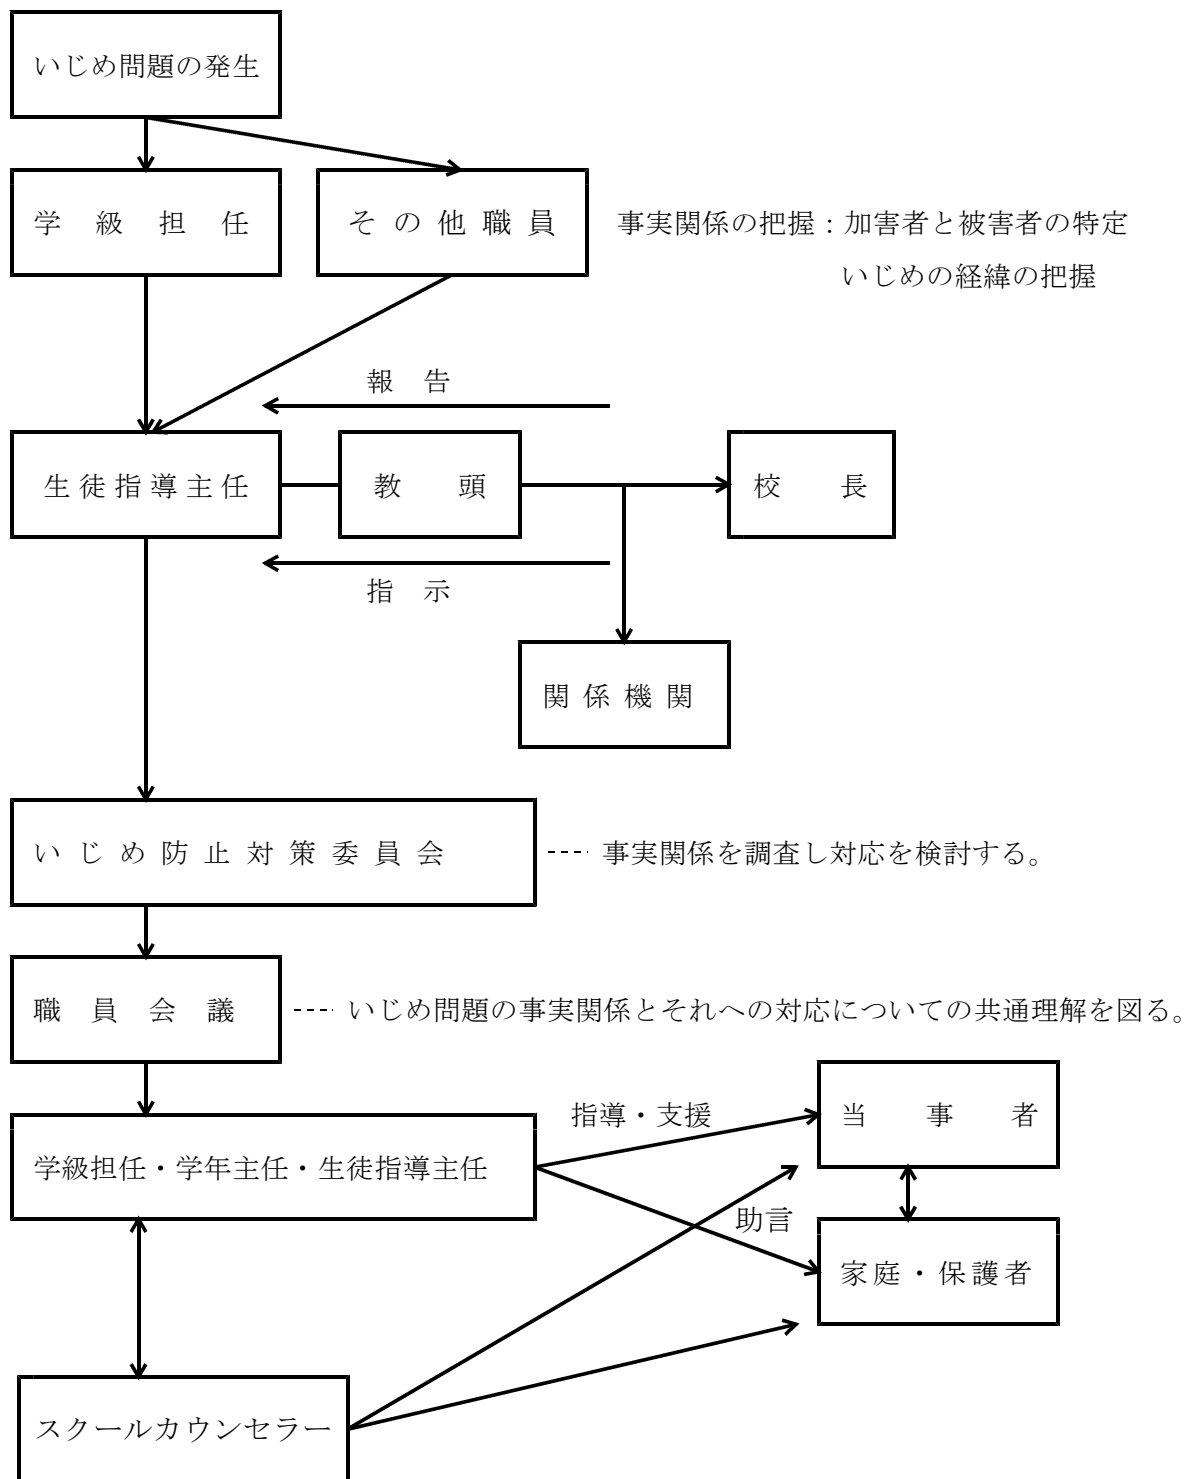 いじめ問題の発生
学級担任
その他職員
事実関係の把握:加害者と被害者の特定
いじめの経緯の把握
報告
生徒指導主任
教頭
校長
指示
関係機関
いじめ防止対策委員会
事実関係を調査し対応を検討する。
職員会議
いじめ問題の事実関係とそれへの対応についての共通理解を図る。
指導・支援
当事者
学級担任・学年主任・生徒指導主任
助言
家庭・保護者
スクールカウンセラー